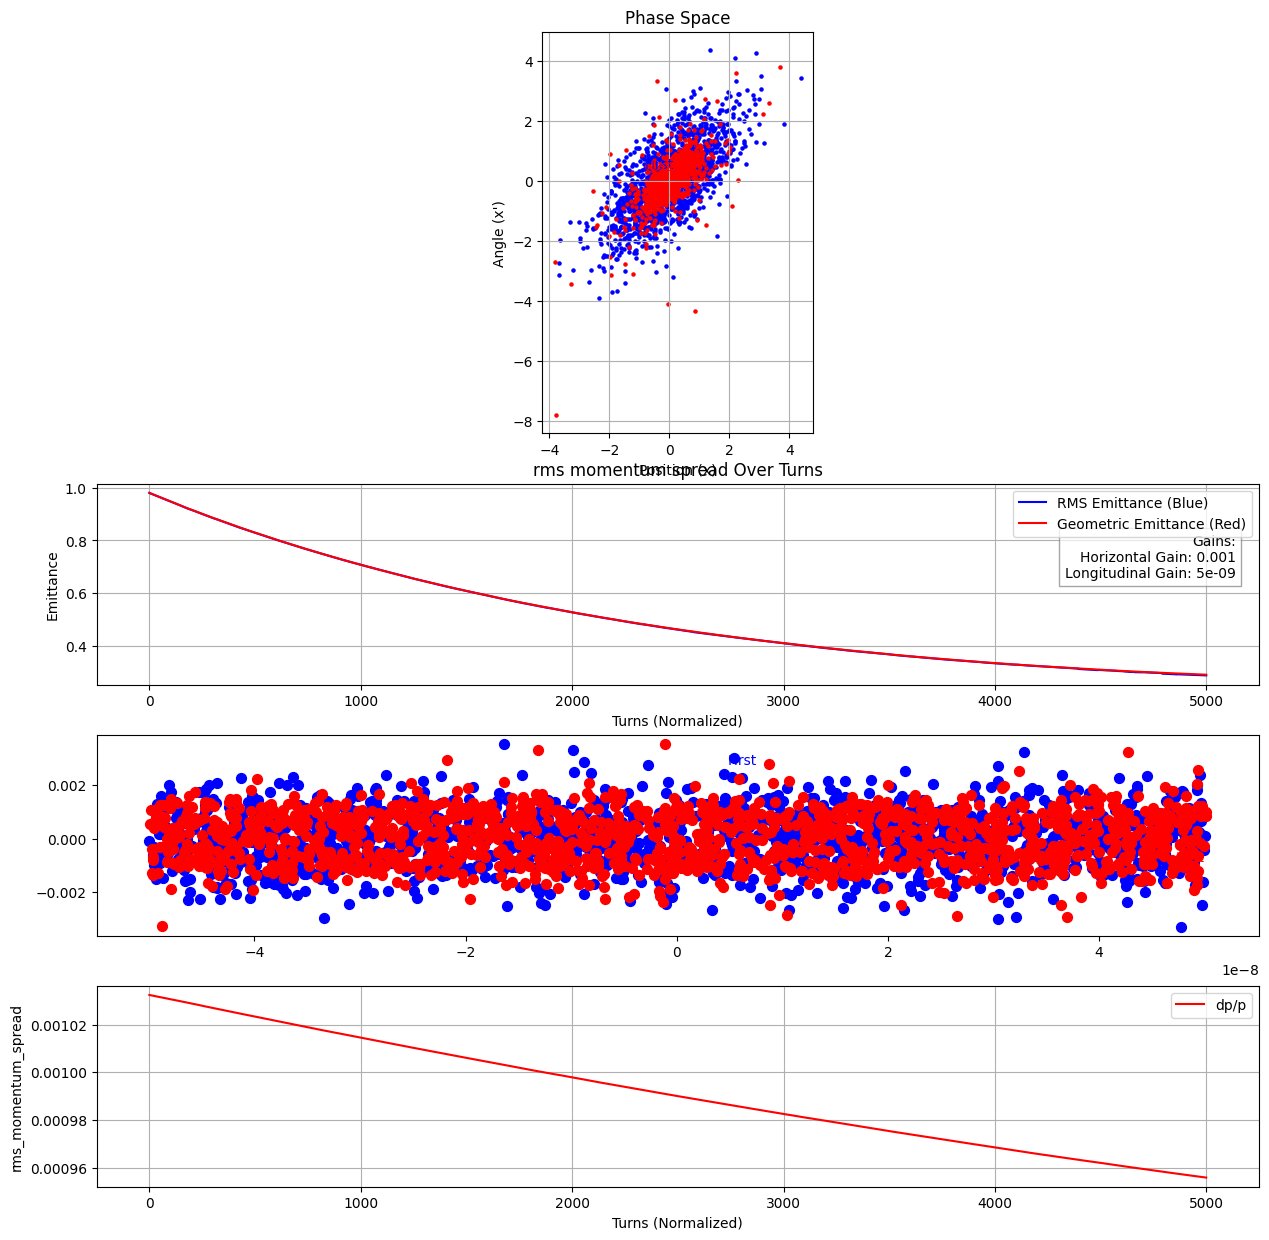 Phase Space
4
2
0
−2
−4
−6
−8
Angle (x')
−4
−2
0
2
4
Position (x)
rms momentum spread Over Turns
1.0
0.8
0.6
0.4
Emittance
RMS Emittance (Blue)
Geometric Emittance (Red)
Gains:
Horizontal Gain: 0.001
Longitudinal Gain: 5e-09
0
1000
2000
3000
4000
5000
Turns (Normalized)
First
0.002
0.000
−0.002
−4
−2
0
2
4
1e−8
dp/p
0.00102
0.00100
0.00098
0.00096
rms_momentum_spread
0
1000
2000
3000
4000
5000
Turns (Normalized)